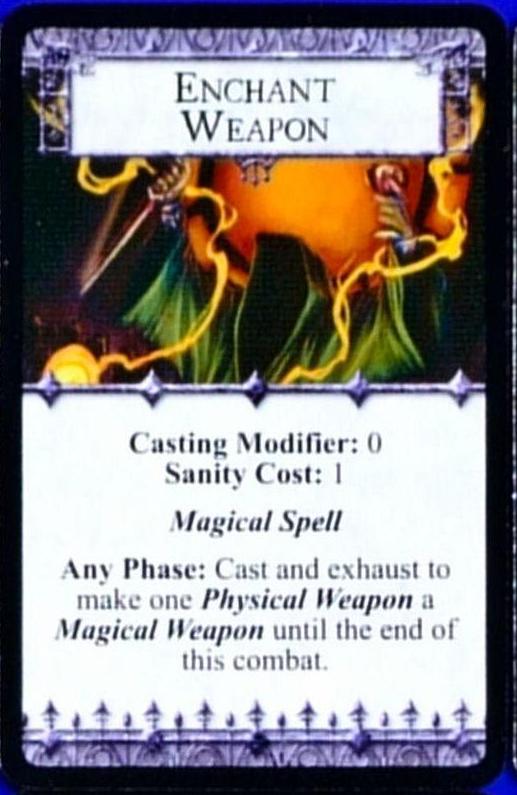 ENCHANT
WEAPON
Casting Modifier: 0
Sanity Cost: 1
Magical Spell
Any Phase: Cast and exhaust to
make one Physical Weapon a
Magical Weapon until the end of
this combat.